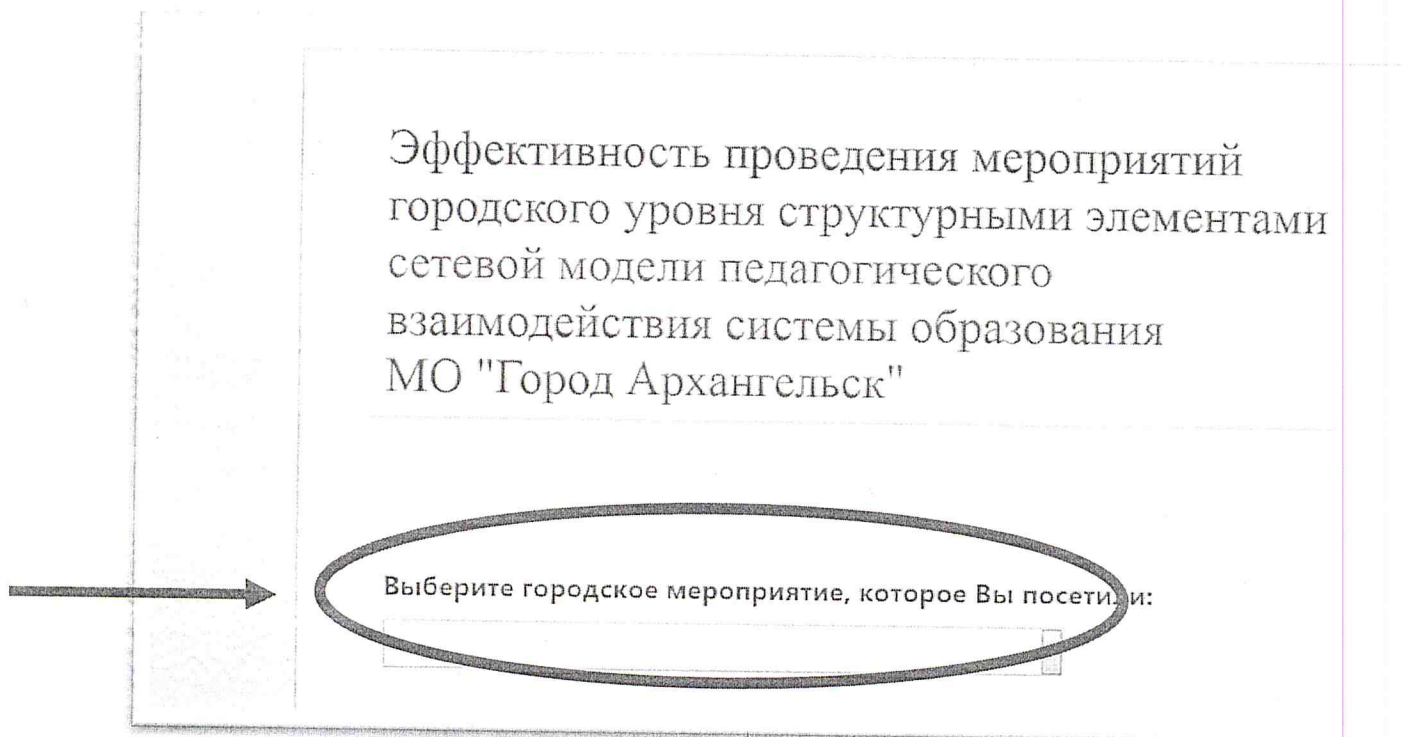 Эффективность проведения мероприятий
городского уровня структурными элементами
сетевой модели педагогического
взаимодействия системы образования
МО "Город Архангельск"
Выберите городское мероприятие, которое Вы посетили: